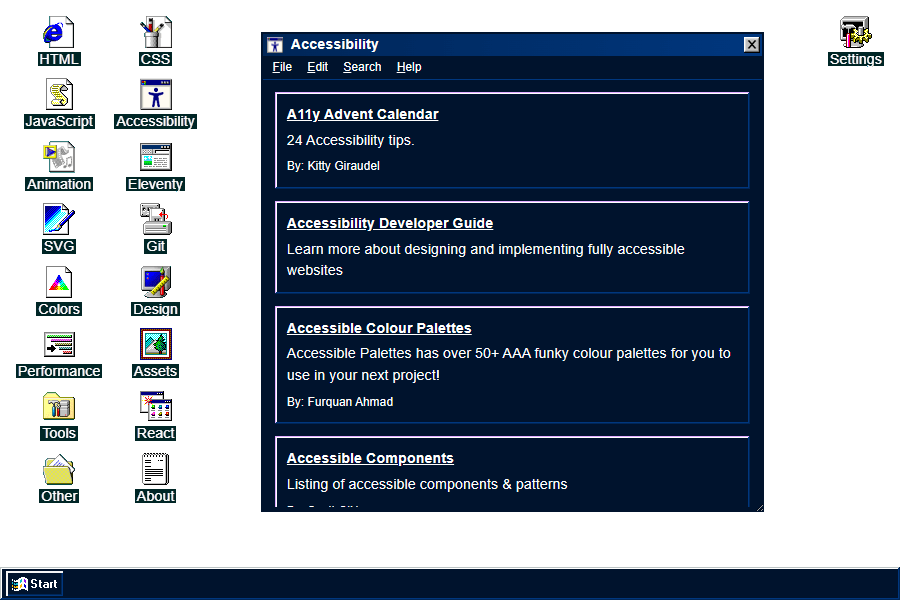 HTML
CSS
JavaScript
Accessibility
Animation
Eleventy
SVG
Git
Colors
Design
Performance
Assets
Tools
React
Other
About
Accessibility
File Edit Search Help
A11y Advent Calendar
24 Accessibility tips.
By: Kitty Giraudel
Accessibility Developer Guide
Learn more about designing and implementing fully accessible
websites
Accessible Colour Palettes
Accessible Palettes has over 50+ AAA funky colour palettes for you to
use in your next project!
By: Furquan Ahmad
Accessible Components
Listing of accessible components & patterns
Settings
Start